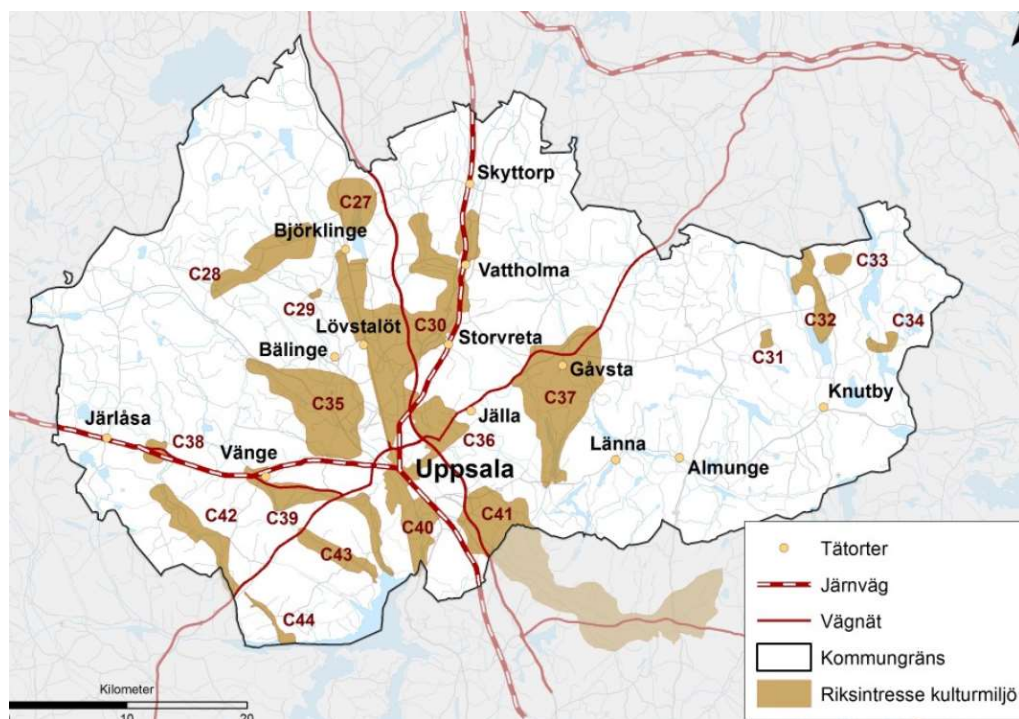 Skyttorp
C27
Björklinge
Vattholma
C28
C33
C29
C30
C34
Lövstalöt
Storvreta
C32
Bälinge
C31
Gåvsta
C35
C37
Knutby
Järlåsa
Jälla
C38
C36
Vänge
Länna
Almunge
Uppsala
C42
C39
C41
C40
C43
C44
Tätorter
Järnväg
Vägnät
Kommungräns
Riksintresse kulturmiljö
Kilometer
10
20